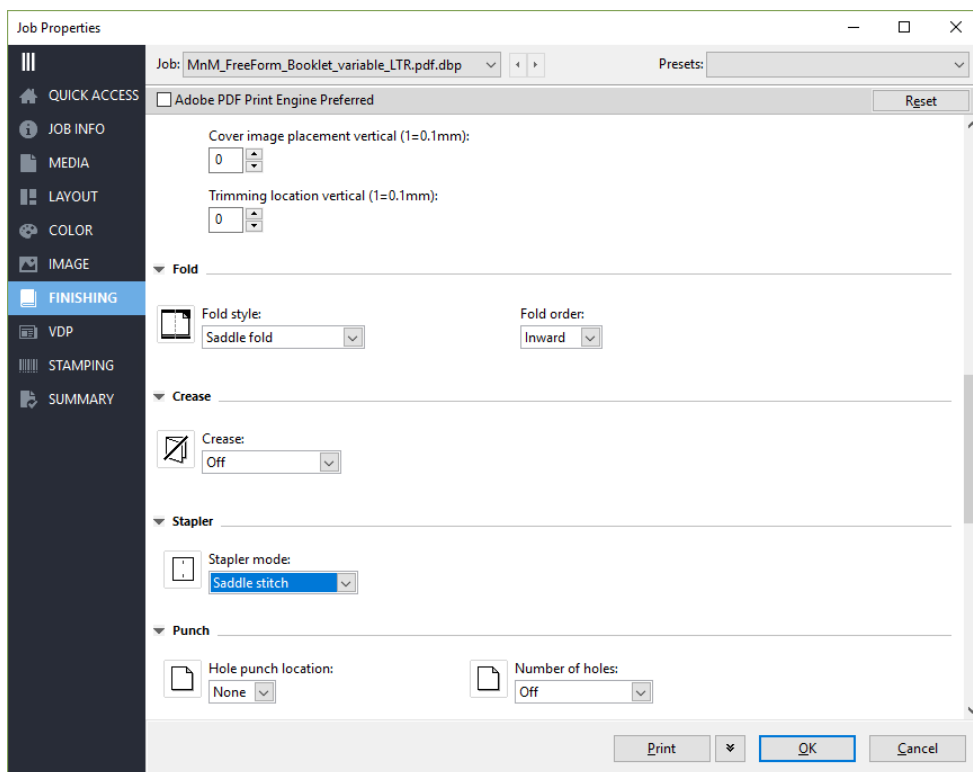 Job Properties
Job: MnM_FreeForm_Booklet_variable_LTR.pdf.dbp
Presets:
QUICK ACCESS
JOB INFO
MEDIA
LAYOUT
COLOR
IMAGE
FINISHING
VDP
STAMPING
SUMMARY
Adobe PDF Print Engine Preferred
Reset
Cover image placement vertical (1=0.1mm):
0
Trimming location vertical (1=0.1mm):
0
Fold
Fold style:
Saddle fold
Fold order:
Inward
Crease
Crease:
Off
Stapler
Stapler mode:
Saddle stitch
Punch
Hole punch location:
None
Number of holes:
Off
Print
OK
Cancel